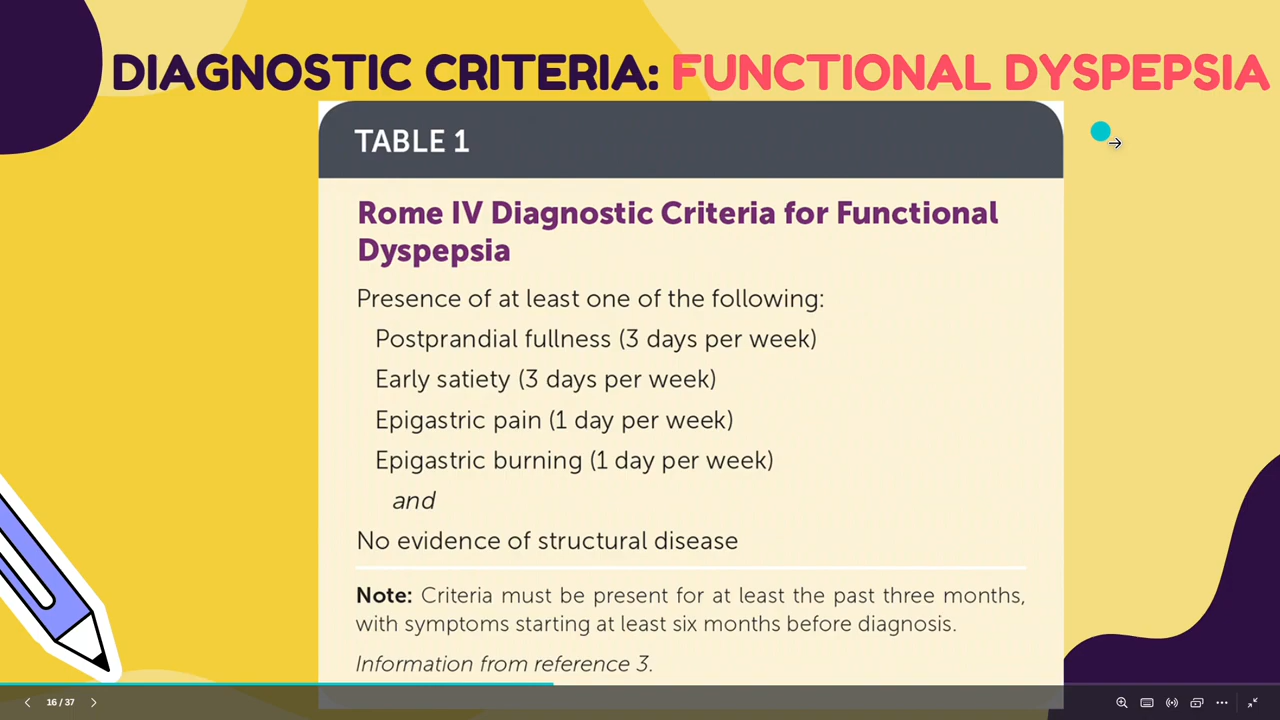 DIAGNOSTIC CRITERIA: FUNCTIONAL DYSPEPSIA
TABLE 1
Rome IV Diagnostic Criteria for Functional
Dyspepsia
Presence of at least one of the following:
Postprandial fullness (3 days per week)
Early satiety (3 days per week)
Epigastric pain (1 day per week)
Epigastric burning (1 day per week)
and
No evidence of structural disease
Note: Criteria must be present for at least the past three months,
with symptoms starting at least six months before diagnosis.
Information from reference 3.
16 / 37